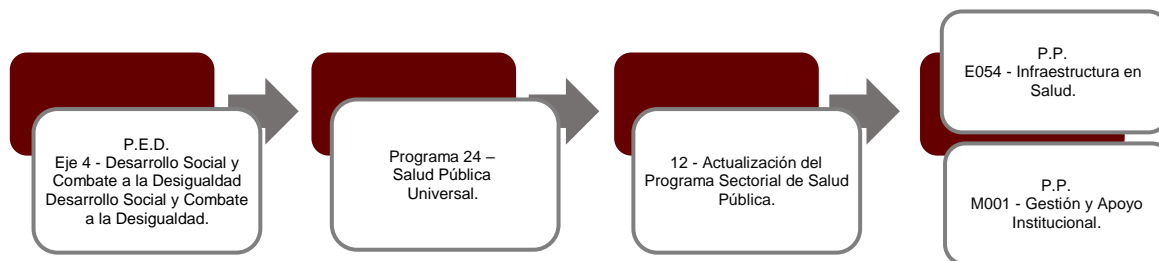 P.E.D.
Eje 4 - Desarrollo Social y
Combate a la Desigualdad
Desarrollo Social y Combate
a la Desigualdad.
Programa 24 –
Salud Pública
Universal.
12 - Actualización del
Programa Sectorial de Salud
Pública.
P.P.
E054 - Infraestructura en
Salud.
P.P.
M001 - Gestión y Apoyo
Institucional.